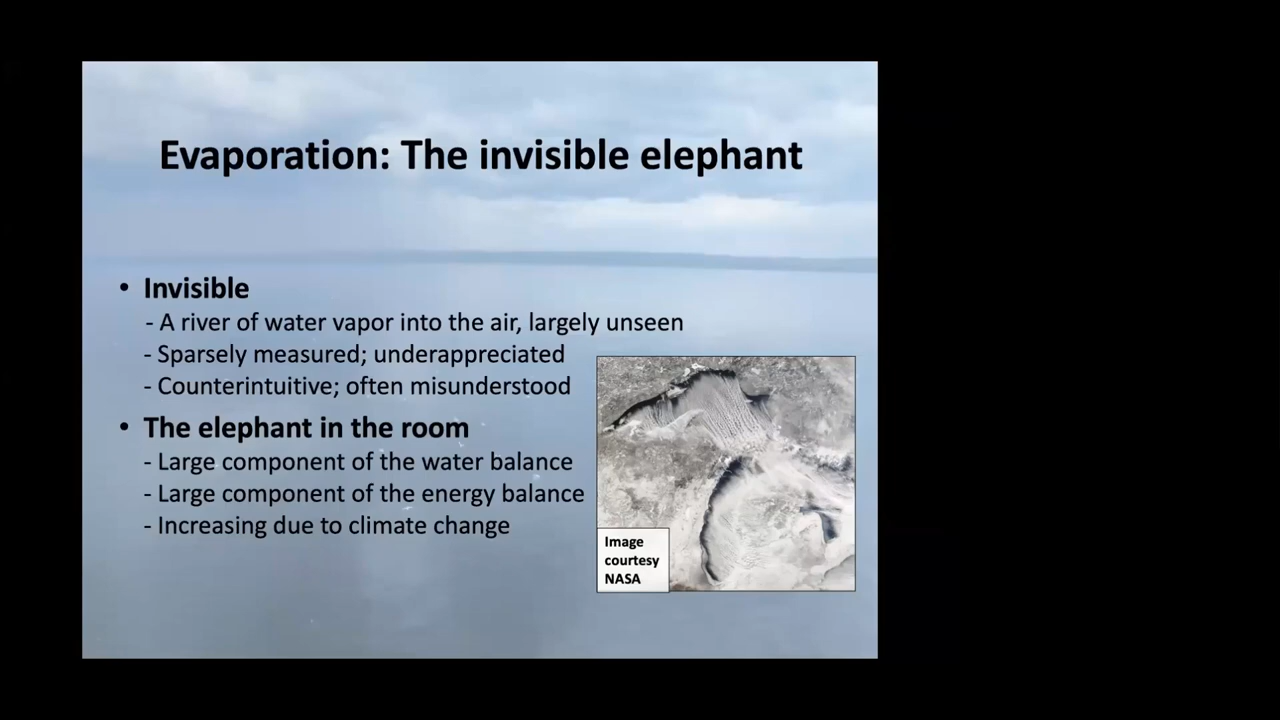 Evaporation: The invisible elephant
• Invisible
- A river of water vapor into the air, largely unseen
- Sparsely measured; underappreciated
- Counterintuitive; often misunderstood
• The elephant in the room
- Large component of the water balance
- Large component of the energy balance
- Increasing due to climate change
Image
courtesy
NASA